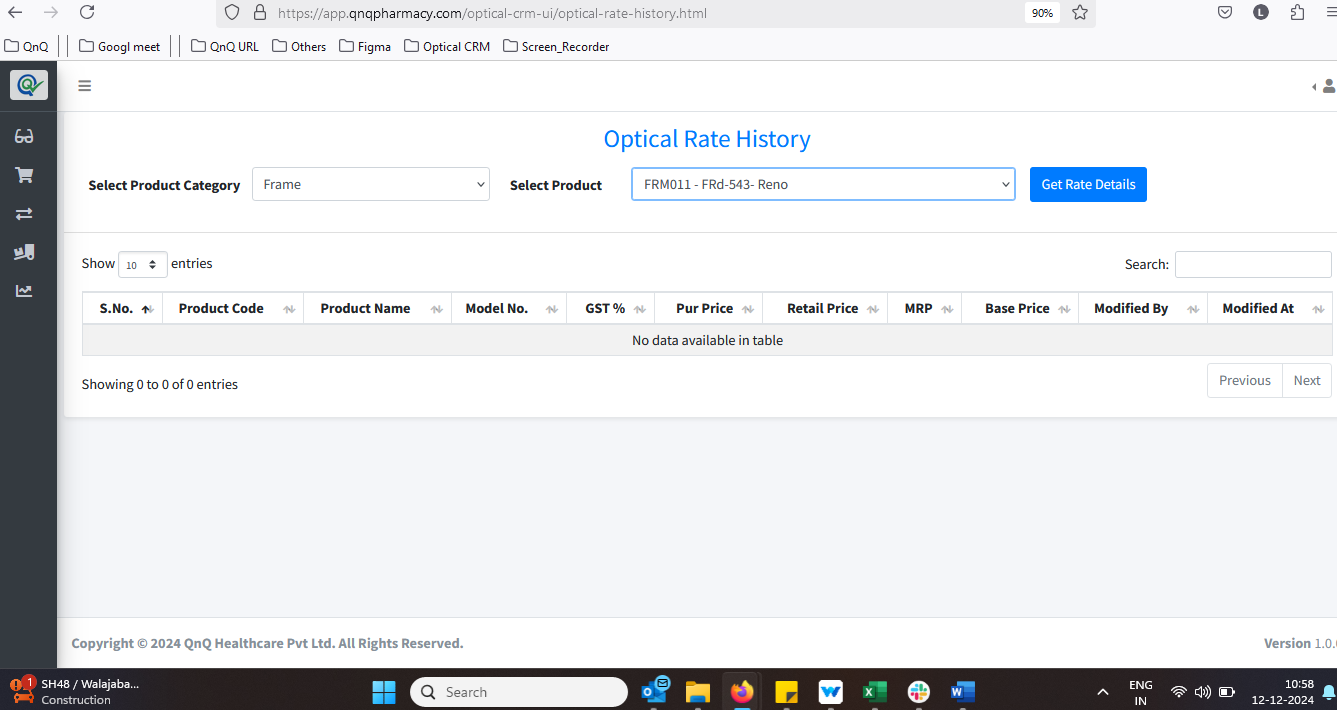 https://app.qnqpharmacy.com/optical-crm-ui/optical-rate-history.html 90% L
QnQ Googl meet QnQ URL Others Figma Optical CRM Screen_Recorder
Optical Rate History
Select Product Category Frame Select Product FRM011 - FRd-543- Reno Get Rate Details
Show 10 entries Search:
S.No. Product Code Product Name Model No. GST % Pur Price Retail Price MRP Base Price Modified By Modified At
No data available in table
Showing 0 to 0 of 0 entries Previous Next
Copyright © 2024 QnQ Healthcare Pvt Ltd. All Rights Reserved. Version 1.0.
1 SH48 / Walajaba... Search ENG 10:58
Construction IN 12-12-2024